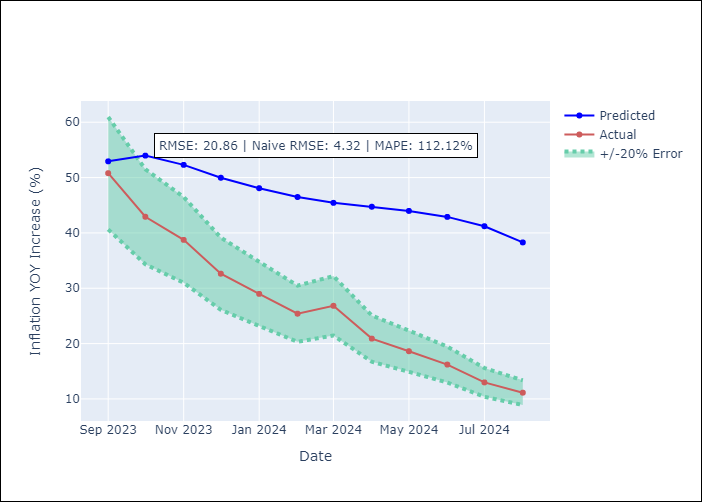 RMSE: 20.86 | Naive RMSE: 4.32 | MAPE: 112.12%
Predicted
Actual
+/-20% Error
Inflation YOY Increase (%)
60
50
40
30
20
10
Sep 2023 Nov 2023 Jan 2024 Mar 2024 May 2024 Jul 2024
Date